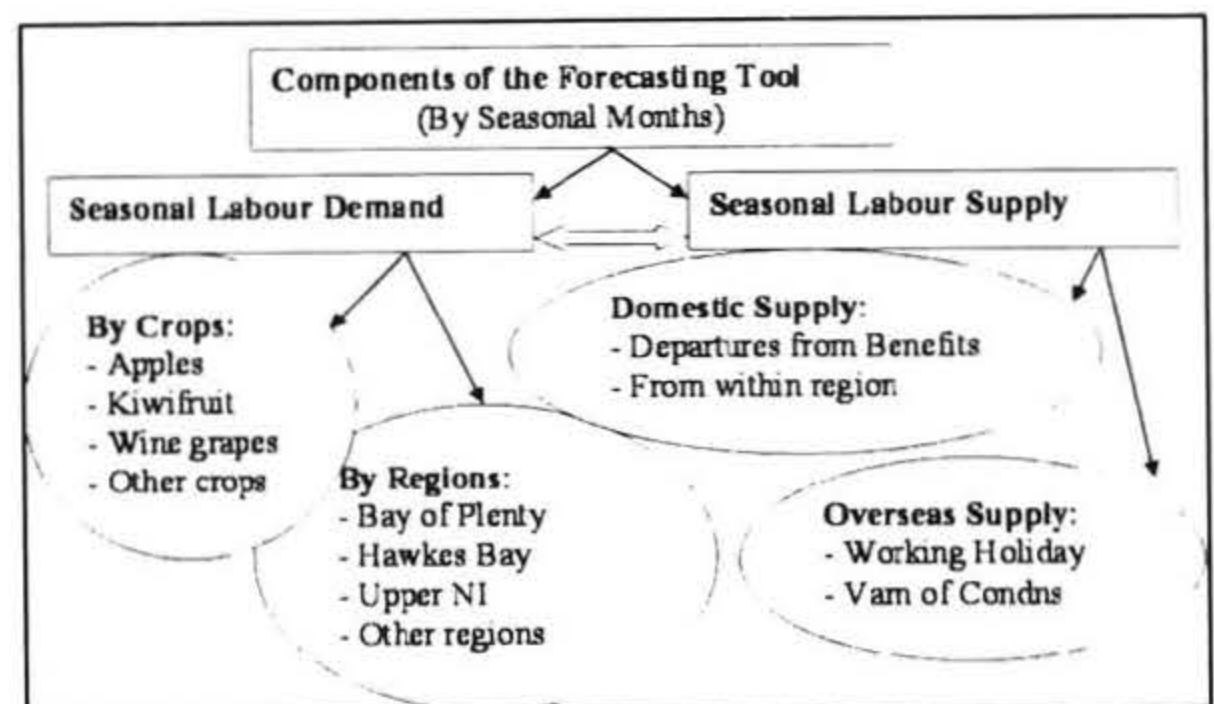 Components of the Forecasting Tool
(By Seasonal Months)
Seasonal Labour Demand
Seasonal Labour Supply
By Crops:
- Apples
- Kiwifruit
- Wine grapes
- Other crops
By Regions:
- Bay of Plenty
- Hawkes Bay
- Upper NI
- Other regions
Domestic Supply:
- Departures from Benefits
- From within region
Overseas Supply:
- Working Holiday
- Varn of Condns